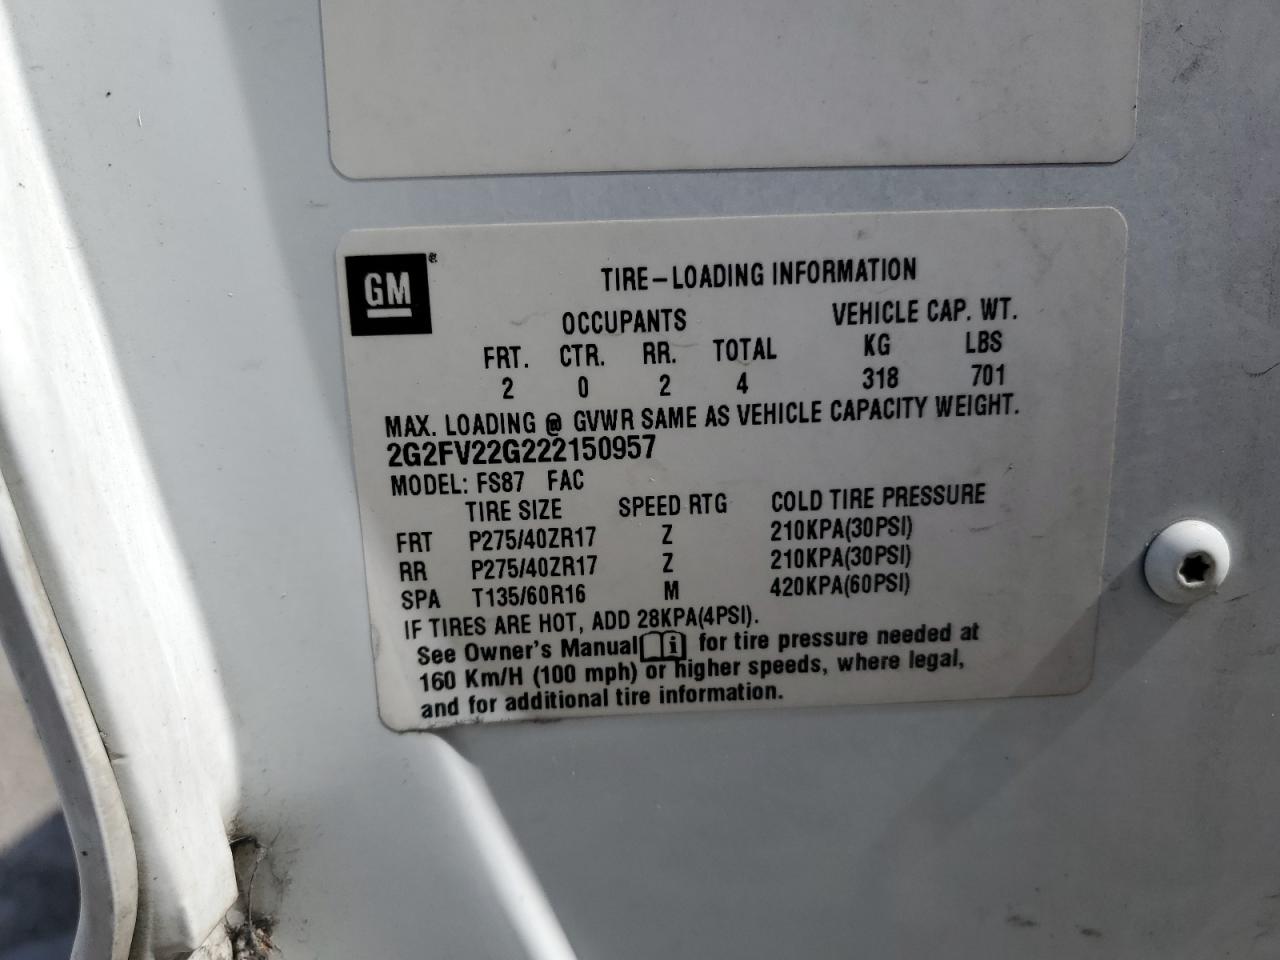 GM®
TIRE-LOADING INFORMATION
OCCUPANTS VEHICLE CAP. WT.
FRT. CTR. RR. TOTAL KG LBS
2 0 2 4 318 701
MAX. LOADING @ GVWR SAME AS VEHICLE CAPACITY WEIGHT.
2G2FV22G222150957
MODEL: FS87 FAC
TIRE SIZE SPEED RTG COLD TIRE PRESSURE
FRT P275/40ZR17 Z 210KPA(30PSI)
RR P275/40ZR17 Z 210KPA(30PSI)
SPA T135/60R16 M 420KPA(60PSI)
IF TIRES ARE HOT, ADD 28KPA(4PSI).
See Owner's Manual for tire pressure needed at
160 Km/H (100 mph) or higher speeds, where legal,
and for additional tire information.